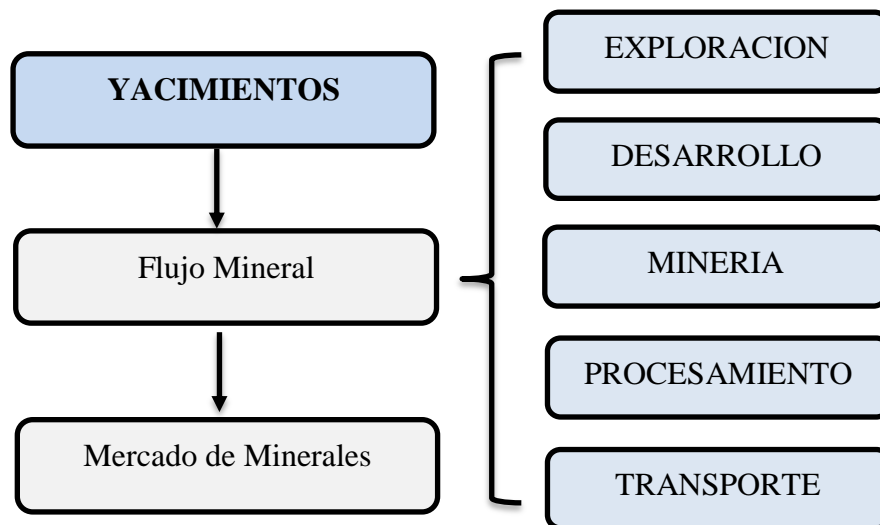 YACIMIENTOS
Flujo Mineral
Mercado de Minerales
EXPLORACION
DESARROLLO
MINERIA
PROCESAMIENTO
TRANSPORTE